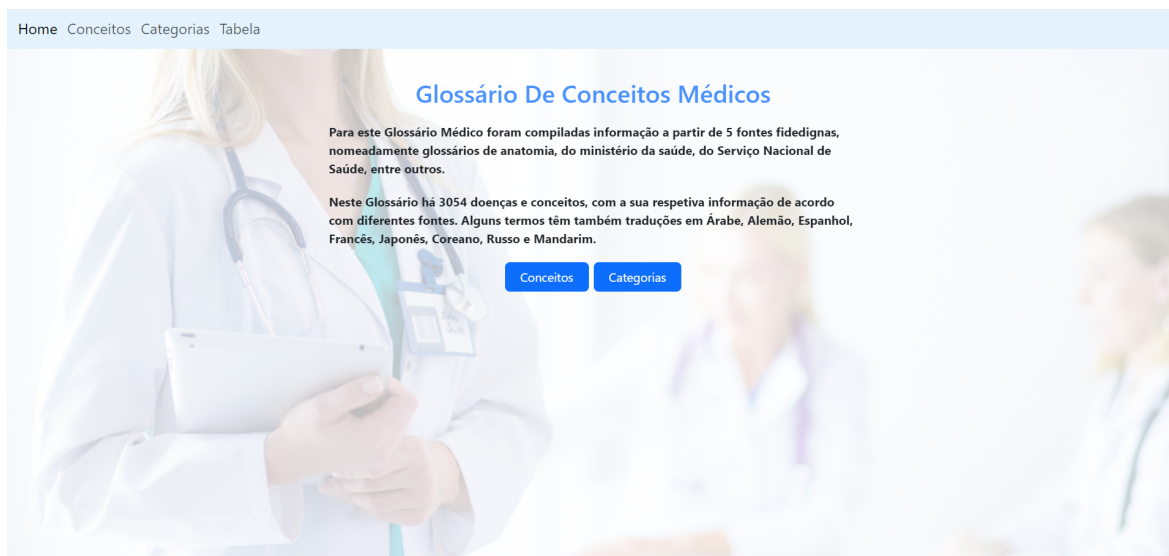 Home Conceitos Categorias Tabela
Glossário De Conceitos Médicos
Para este Glossário Médico foram compiladas informação a partir de 5 fontes fidedignas,
nomeadamente glossários de anatomia, do ministério da saúde, do Serviço Nacional de
Saúde, entre outros.
Neste Glossário há 3054 doenças e conceitos, com a sua respetiva informação de acordo
com diferentes fontes. Alguns termos têm também traduções em Árabe, Alemão, Espanhol,
Francês, Japonês, Coreano, Russo e Mandarim.
Conceitos Categorias